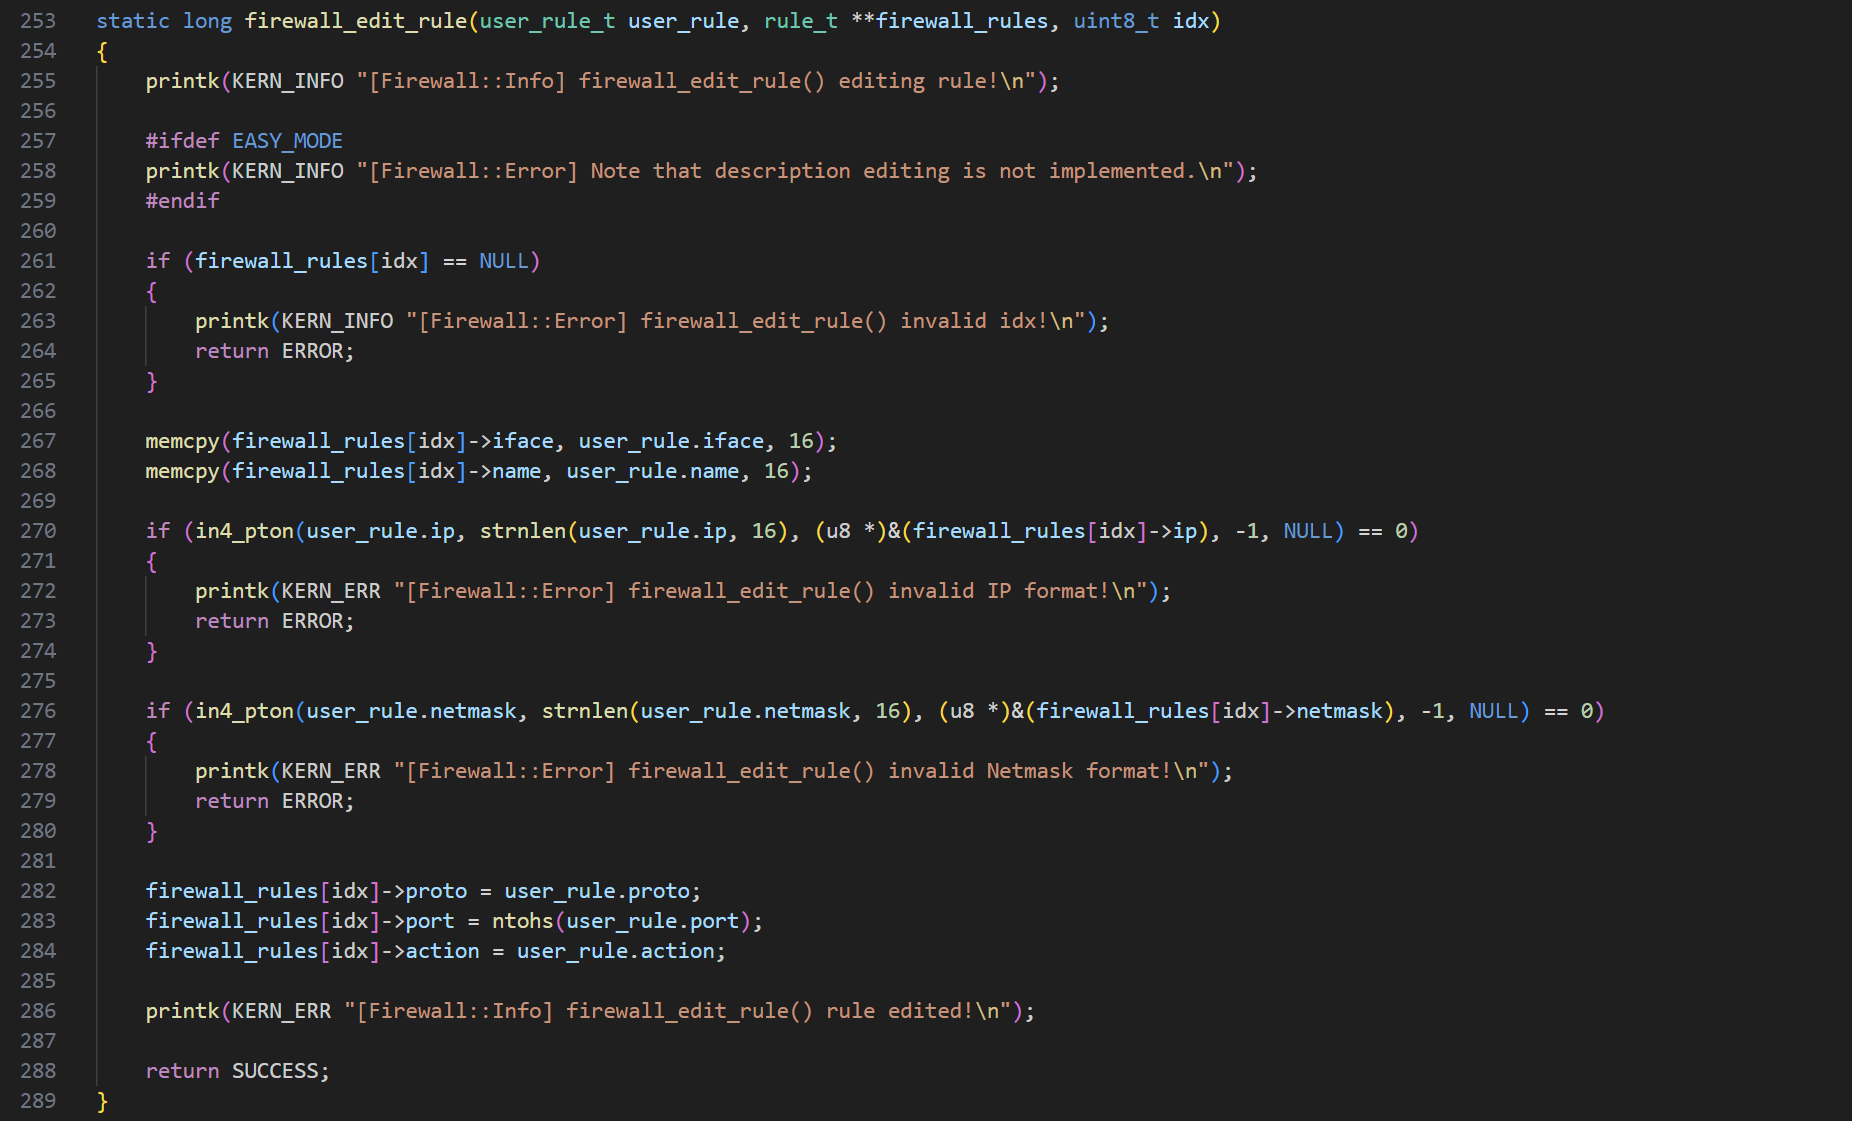 253 static long firewall_edit_rule(user_rule_t user_rule, rule_t **firewall_rules, uint8_t idx)
254 {
255     printk(KERN_INFO "[Firewall::Info] firewall_edit_rule() editing rule!\n");
256
257     #ifdef EASY_MODE
258     printk(KERN_INFO "[Firewall::Error] Note that description editing is not implemented.\n");
259     #endif
260
261     if (firewall_rules[idx] == NULL)
262     {
263         printk(KERN_INFO "[Firewall::Error] firewall_edit_rule() invalid idx!\n");
264         return ERROR;
265     }
266
267     memcpy(firewall_rules[idx]->iface, user_rule.iface, 16);
268     memcpy(firewall_rules[idx]->name, user_rule.name, 16);
269
270     if (in4_pton(user_rule.ip, strnlen(user_rule.ip, 16), (u8 *)&(firewall_rules[idx]->ip), -1, NULL) == 0)
271     {
272         printk(KERN_ERR "[Firewall::Error] firewall_edit_rule() invalid IP format!\n");
273         return ERROR;
274     }
275
276     if (in4_pton(user_rule.netmask, strnlen(user_rule.netmask, 16), (u8 *)&(firewall_rules[idx]->netmask), -1, NULL) == 0)
277     {
278         printk(KERN_ERR "[Firewall::Error] firewall_edit_rule() invalid Netmask format!\n");
279         return ERROR;
280     }
281
282     firewall_rules[idx]->proto = user_rule.proto;
283     firewall_rules[idx]->port = ntohs(user_rule.port);
284     firewall_rules[idx]->action = user_rule.action;
285
286     printk(KERN_ERR "[Firewall::Info] firewall_edit_rule() rule edited!\n");
287
288     return SUCCESS;
289 }